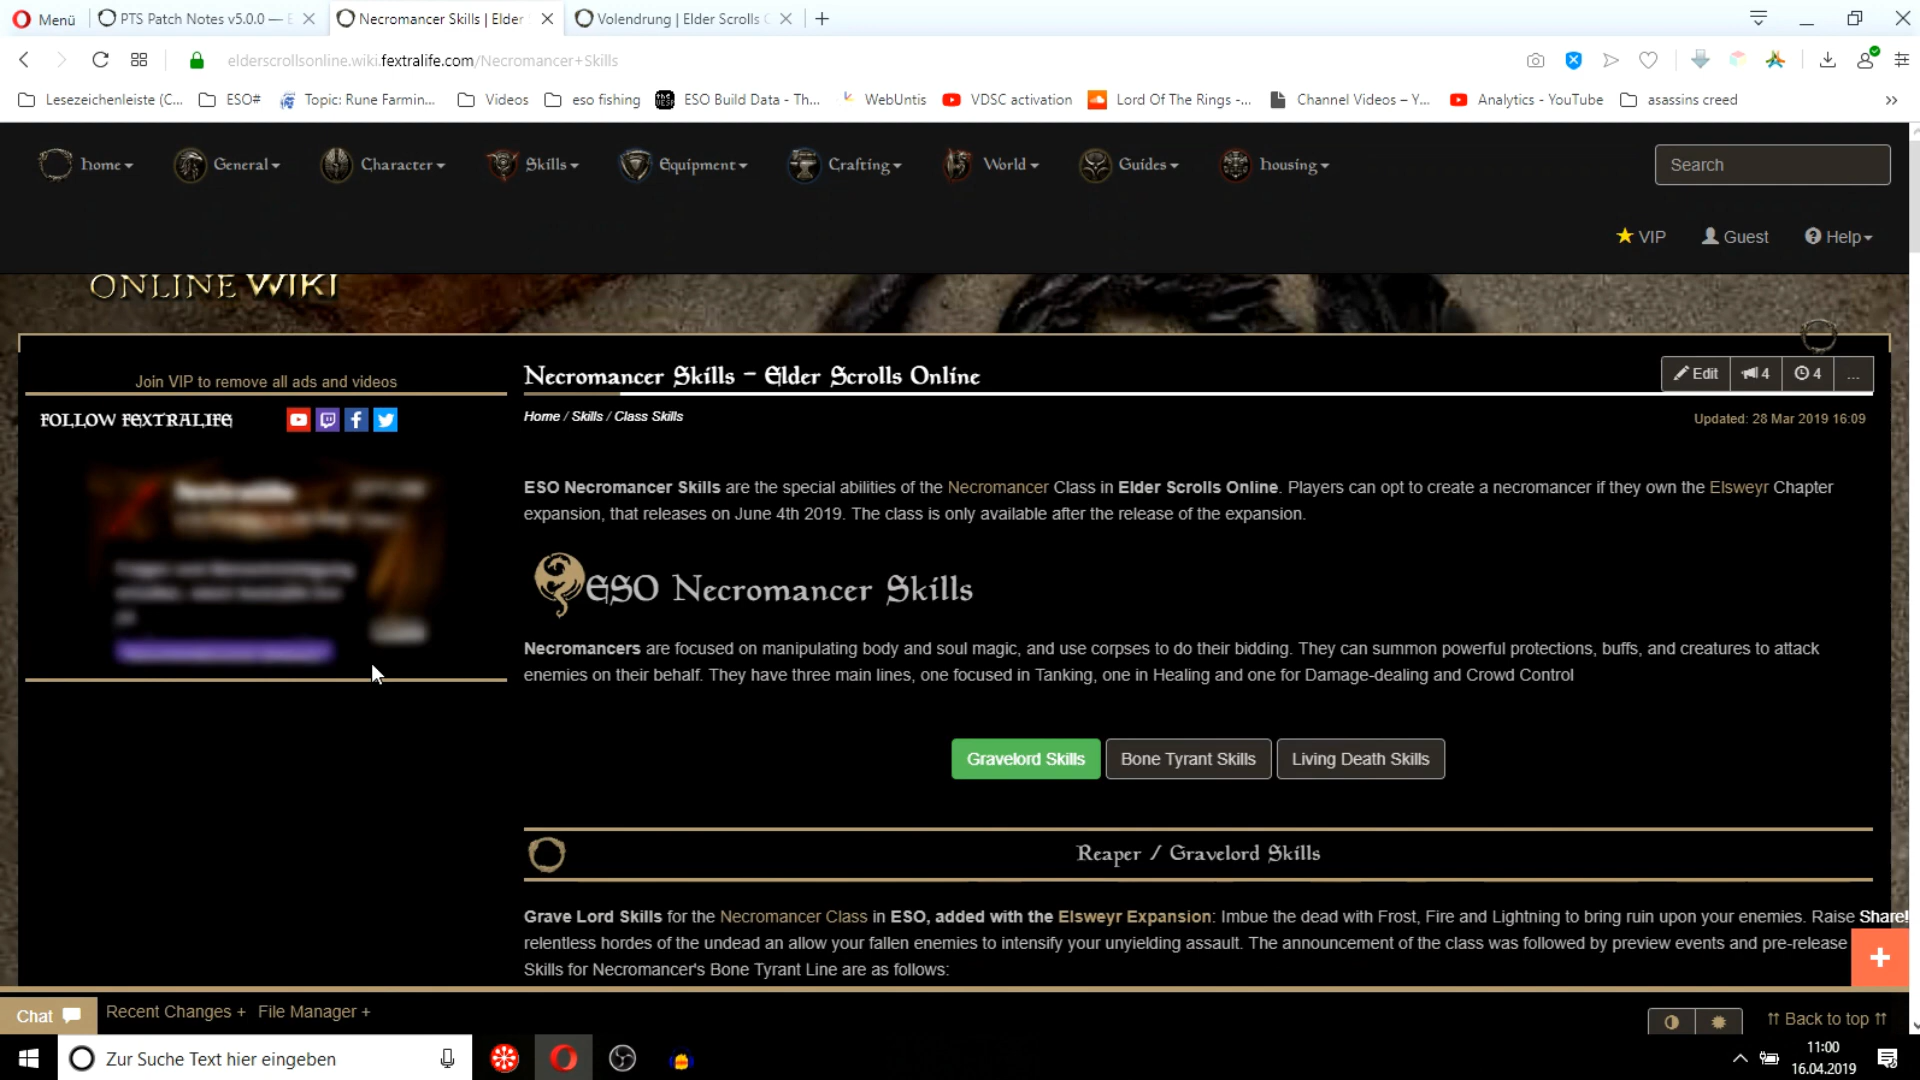 Menü
PTS Patch Notes v5.0.0 — E
Necromancer Skills | Elder
Volendrung | Elder Scrolls O
elderscrollsonline.wiki.fextralife.com/Necromancer+Skills
Lesezeichenleiste (C...
ESO#
Topic: Rune Farmin...
Videos
eso fishing
ESO Build Data - Th...
WebUntis
VDSC activation
Lord Of The Rings -...
Channel Videos – Y...
Analytics - YouTube
asassins creed
Home
General
Character
Skills
Equipment
Crafting
World
Guides
Housing
Search
VIP
Guest
Help
ONLINE WIKI
Join VIP to remove all ads and videos
FOLLOW FEXTRALIFE
Necromancer Skills - Elder Scrolls Online
Edit
4
4
...
Home / Skills / Class Skills
Updated: 28 Mar 2019 16:09
ESO Necromancer Skills are the special abilities of the Necromancer Class in Elder Scrolls Online. Players can opt to create a necromancer if they own the Elsweyr Chapter
expansion, that releases on June 4th 2019. The class is only available after the release of the expansion.
ESO Necromancer Skills
Necromancers are focused on manipulating body and soul magic, and use corpses to do their bidding. They can summon powerful protections, buffs, and creatures to attack
enemies on their behalf. They have three main lines, one focused in Tanking, one in Healing and one for Damage-dealing and Crowd Control
Gravelord Skills
Bone Tyrant Skills
Living Death Skills
Reaper / Gravelord Skills
Grave Lord Skills for the Necromancer Class in ESO, added with the Elsweyr Expansion: Imbue the dead with Frost, Fire and Lightning to bring ruin upon your enemies. Raise
Share!
relentless hordes of the undead an allow your fallen enemies to intensify your unyielding assault. The announcement of the class was followed by preview events and pre-release
Skills for Necromancer's Bone Tyrant Line are as follows:
Chat
Recent Changes +
File Manager +
Back to top
Zur Suche Text hier eingeben
11:00
16.04.2019